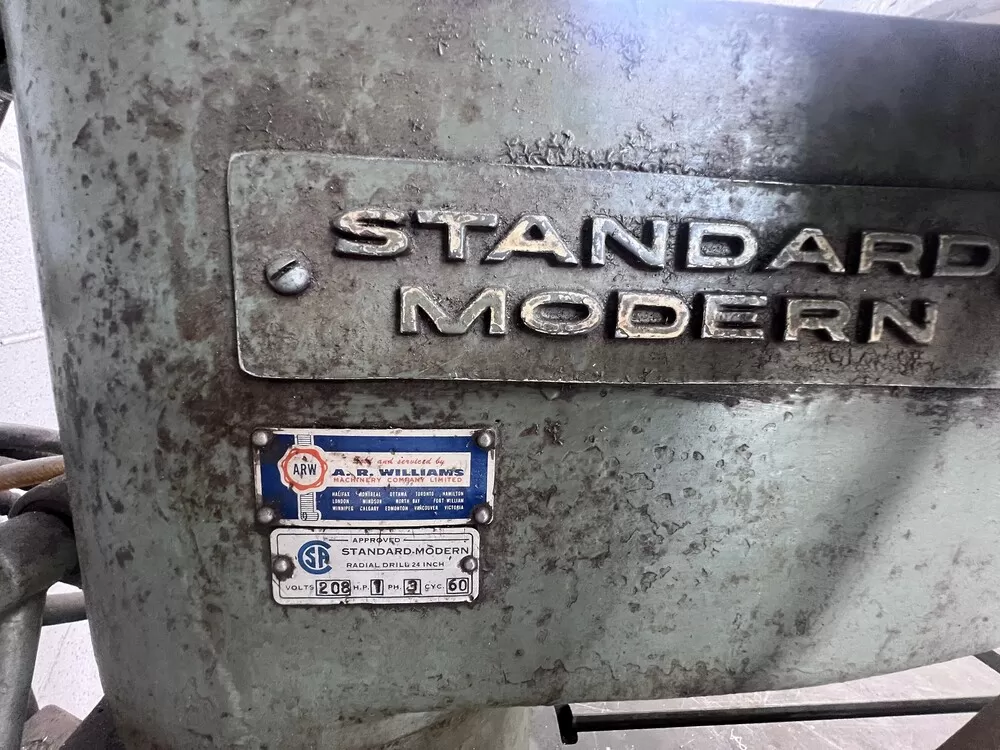 STANDARD
MODERN
ARW
Sold and serviced by
A. R. WILLIAMS
MACHINERY COMPANY LIMITED
HALIFAX MONTREAL OTTAWA TORONTO HAMILTON
LONDON WINDSOR NORTH BAY FORT WILLIAM
WINNIPEG CALGARY EDMONTON VANCOUVER VICTORIA
APPROVED
SA STANDARD-MODERN
RADIAL DRILL 24 INCH
VOLTS 208 H.P. 1 PH. 3 CYC. 60